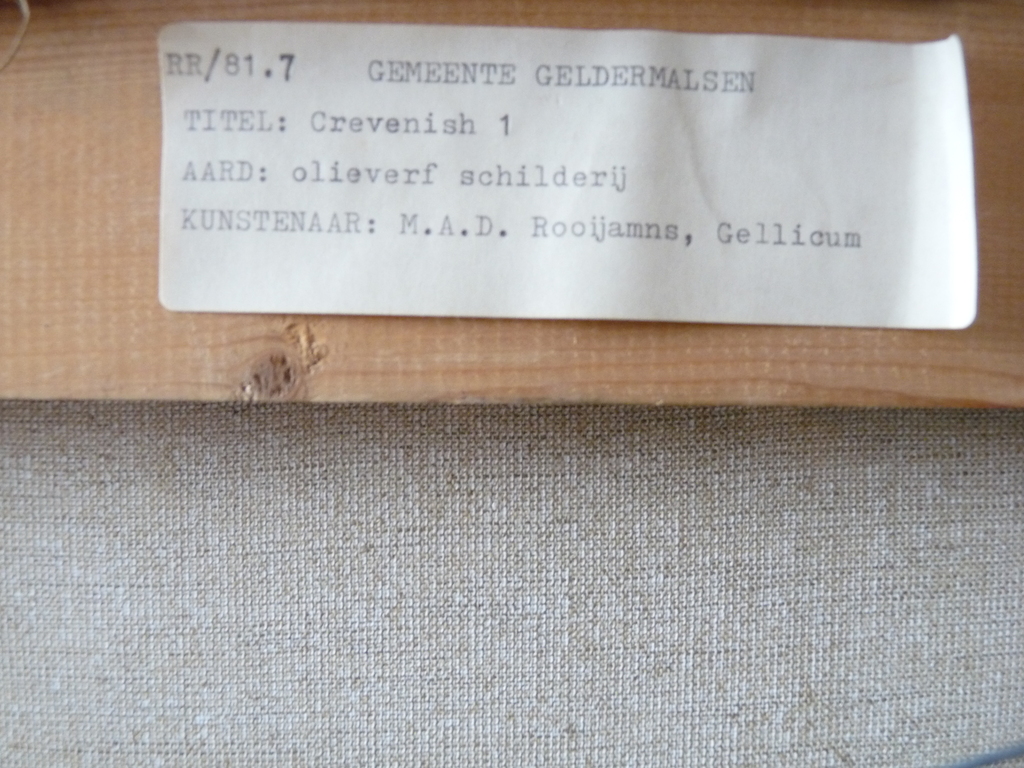 RR/81.7 GEMEENTE GELDERMALSEN
TITEL: Crevenish 1
AARD: olieverf schilderij
KUNSTENAAR: M.A.D. Rooijamns, Gellicum